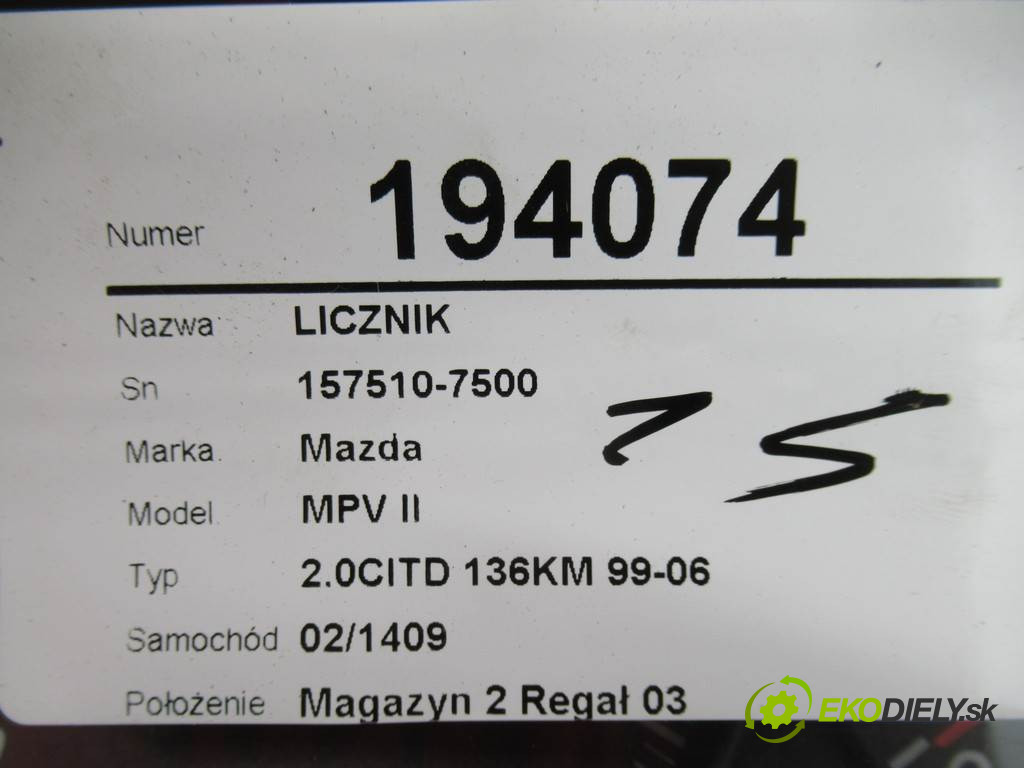 Numer 194074
Nazwa LICZNIK
Sn 157510-7500
Marka Mazda
Model MPV II
Typ 2.0CITD 136KM 99-06
Samochód 02/1409
Położenie Magazyn 2 Regał 03
EKODIELY.sk